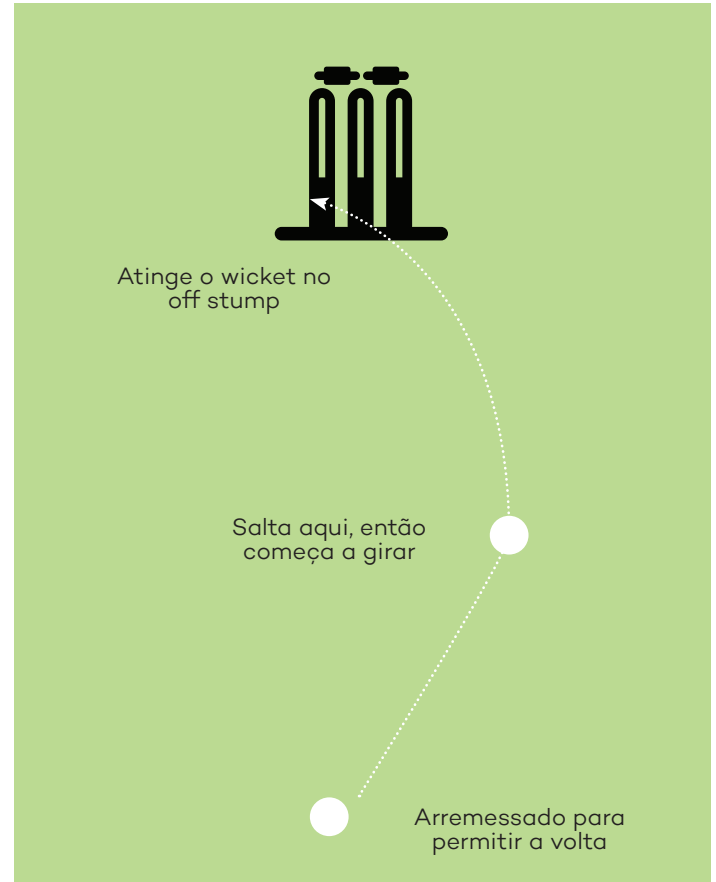 Atinge o wicket no
off stump
Salta aqui, então
começa a girar
Arremessado para
permitir a volta